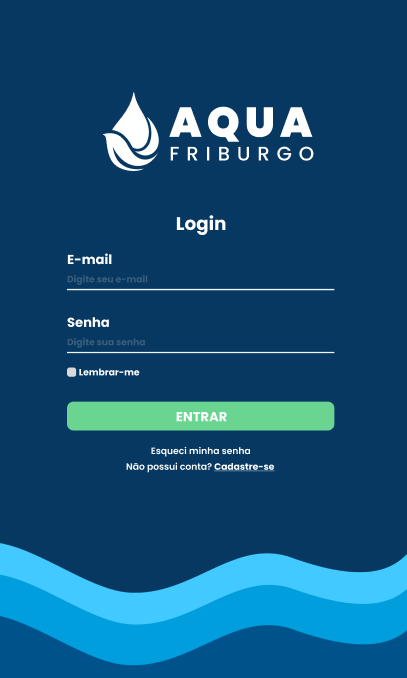 AQUA
FRIBURGO
Login
E-mail
Digite seu e-mail
Senha
Digite sua senha
Lembrar-me
ENTRAR
Esqueci minha senha
Não possui conta? Cadastre-se